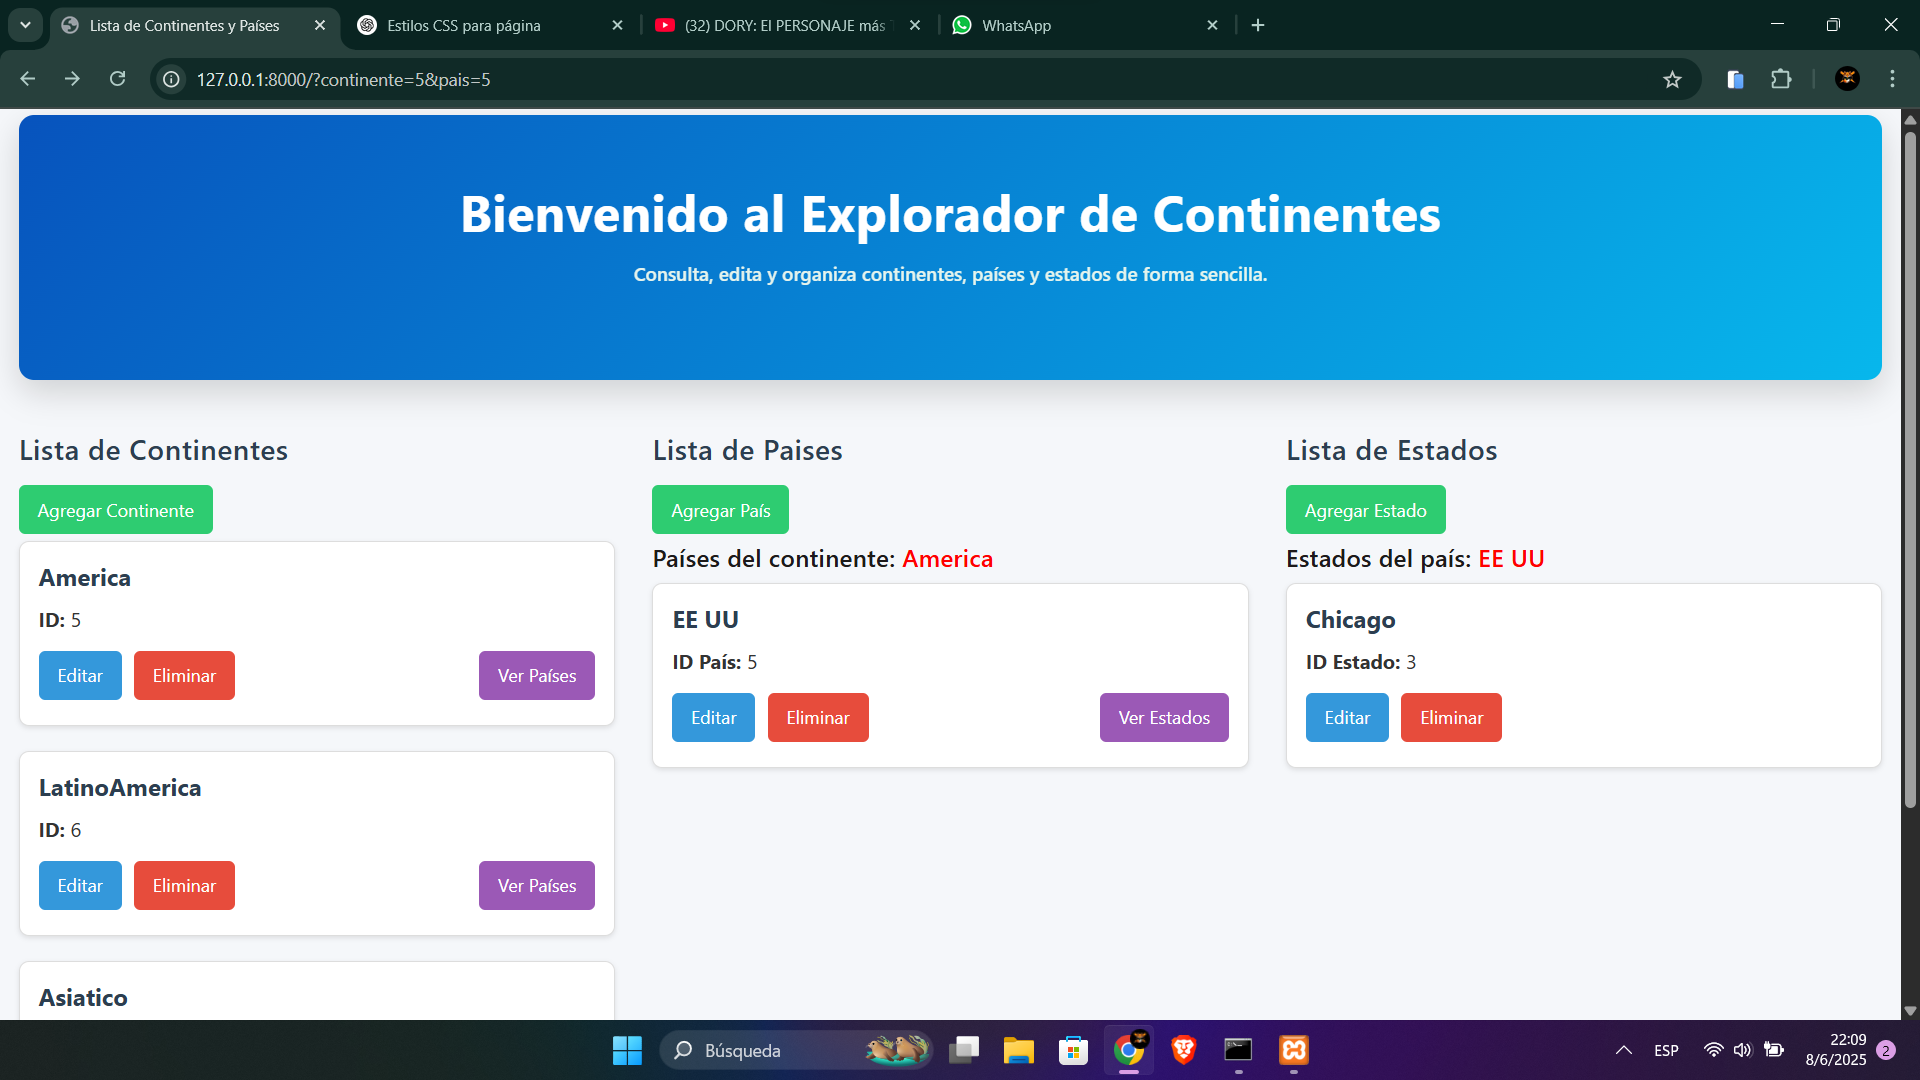 Lista de Continentes y Países
Estilos CSS para página
(32) DORY: El PERSONAJE más
WhatsApp
127.0.0.1:8000/?continente=5&pais=5
Bienvenido al Explorador de Continentes
Consulta, edita y organiza continentes, países y estados de forma sencilla.
Lista de Continentes
Agregar Continente
America
ID: 5
Editar
Eliminar
Ver Países
LatinoAmerica
ID: 6
Editar
Eliminar
Ver Países
Asiatico
Lista de Paises
Agregar País
Países del continente: America
EE UU
ID País: 5
Editar
Eliminar
Ver Estados
Lista de Estados
Agregar Estado
Estados del país: EE UU
Chicago
ID Estado: 3
Editar
Eliminar
Búsqueda
ESP
22:09
8/6/2025
2